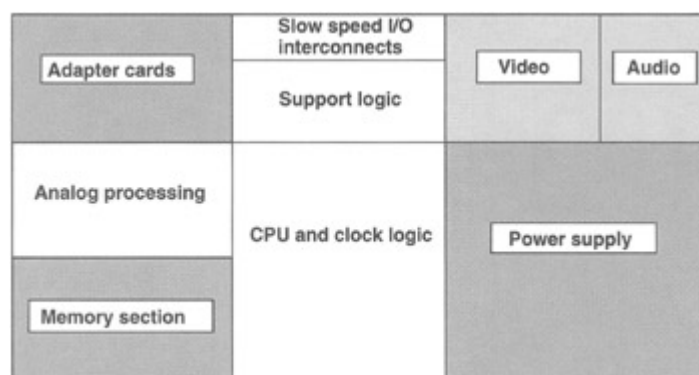 Slow speed I/O
interconnects
Adapter cards
Video
Audio
Support logic
Analog processing
CPU and clock logic
Power supply
Memory section